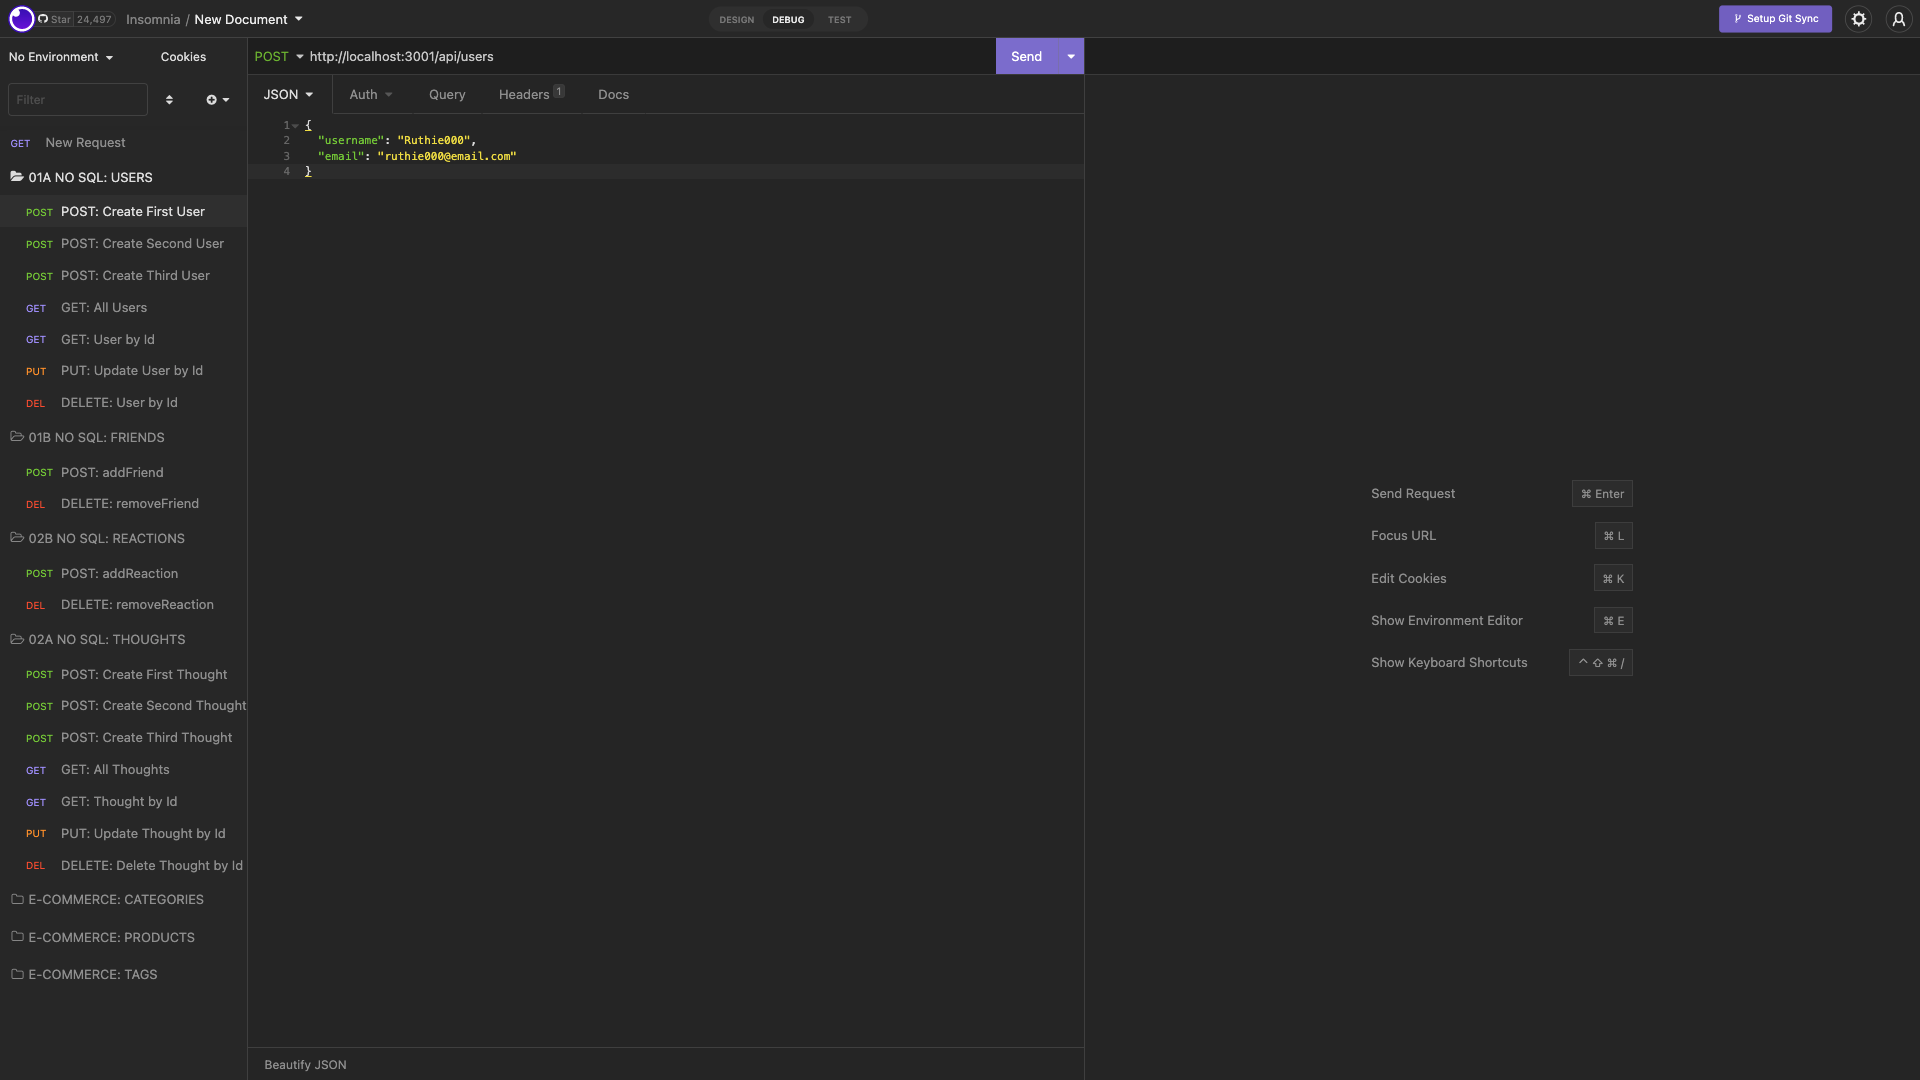 Star 24,497 Insomnia / New Document DESIGN DEBUG TEST Setup Git Sync
No Environment Cookies
Filter
GET New Request
01A NO SQL: USERS
POST POST: Create First User
POST POST: Create Second User
POST POST: Create Third User
GET GET: All Users
GET GET: User by Id
PUT PUT: Update User by Id
DEL DELETE: User by Id
01B NO SQL: FRIENDS
POST POST: addFriend
DEL DELETE: removeFriend
02B NO SQL: REACTIONS
POST POST: addReaction
DEL DELETE: removeReaction
02A NO SQL: THOUGHTS
POST POST: Create First Thought
POST POST: Create Second Thought
POST POST: Create Third Thought
GET GET: All Thoughts
GET GET: Thought by Id
PUT PUT: Update Thought by Id
DEL DELETE: Delete Thought by Id
E-COMMERCE: CATEGORIES
E-COMMERCE: PRODUCTS
E-COMMERCE: TAGS
POST http://localhost:3001/api/users Send
JSON Auth Query Headers 1 Docs
1 {
2 "username": "Ruthie000",
3 "email": "ruthie000@email.com"
4 }
Beautify JSON
Send Request ⌘ Enter
Focus URL ⌘ L
Edit Cookies ⌘ K
Show Environment Editor ⌘ E
Show Keyboard Shortcuts ⌃ ⇧ ⌘ /